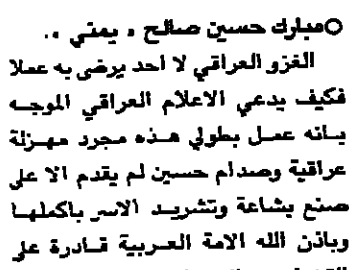 ○مبارك حسين صالح « يمني ».
الغزو العراقي لا احد يرضى به عملا
فكيف يدعي الاعلام العراقي الموجه
بانه عمل بطولي هذه مجرد مهزلة
عراقية وصدام حسين لم يقدم الا على
صنع بشاعة وتشريد الاسر باكملها
وباذن الله الامة العربية قادرة على